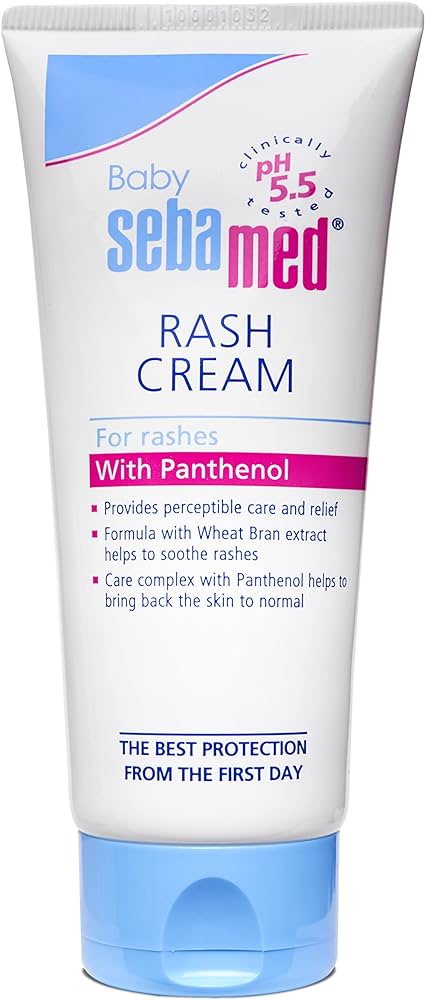 10001032
Baby
clinically
pH
5.5
tested
sebamed®
RASH
CREAM
For rashes
With Panthenol
▪ Provides perceptible care and relief
▪ Formula with Wheat Bran extract
helps to soothe rashes
▪ Care complex with Panthenol helps to
bring back the skin to normal
THE BEST PROTECTION
FROM THE FIRST DAY